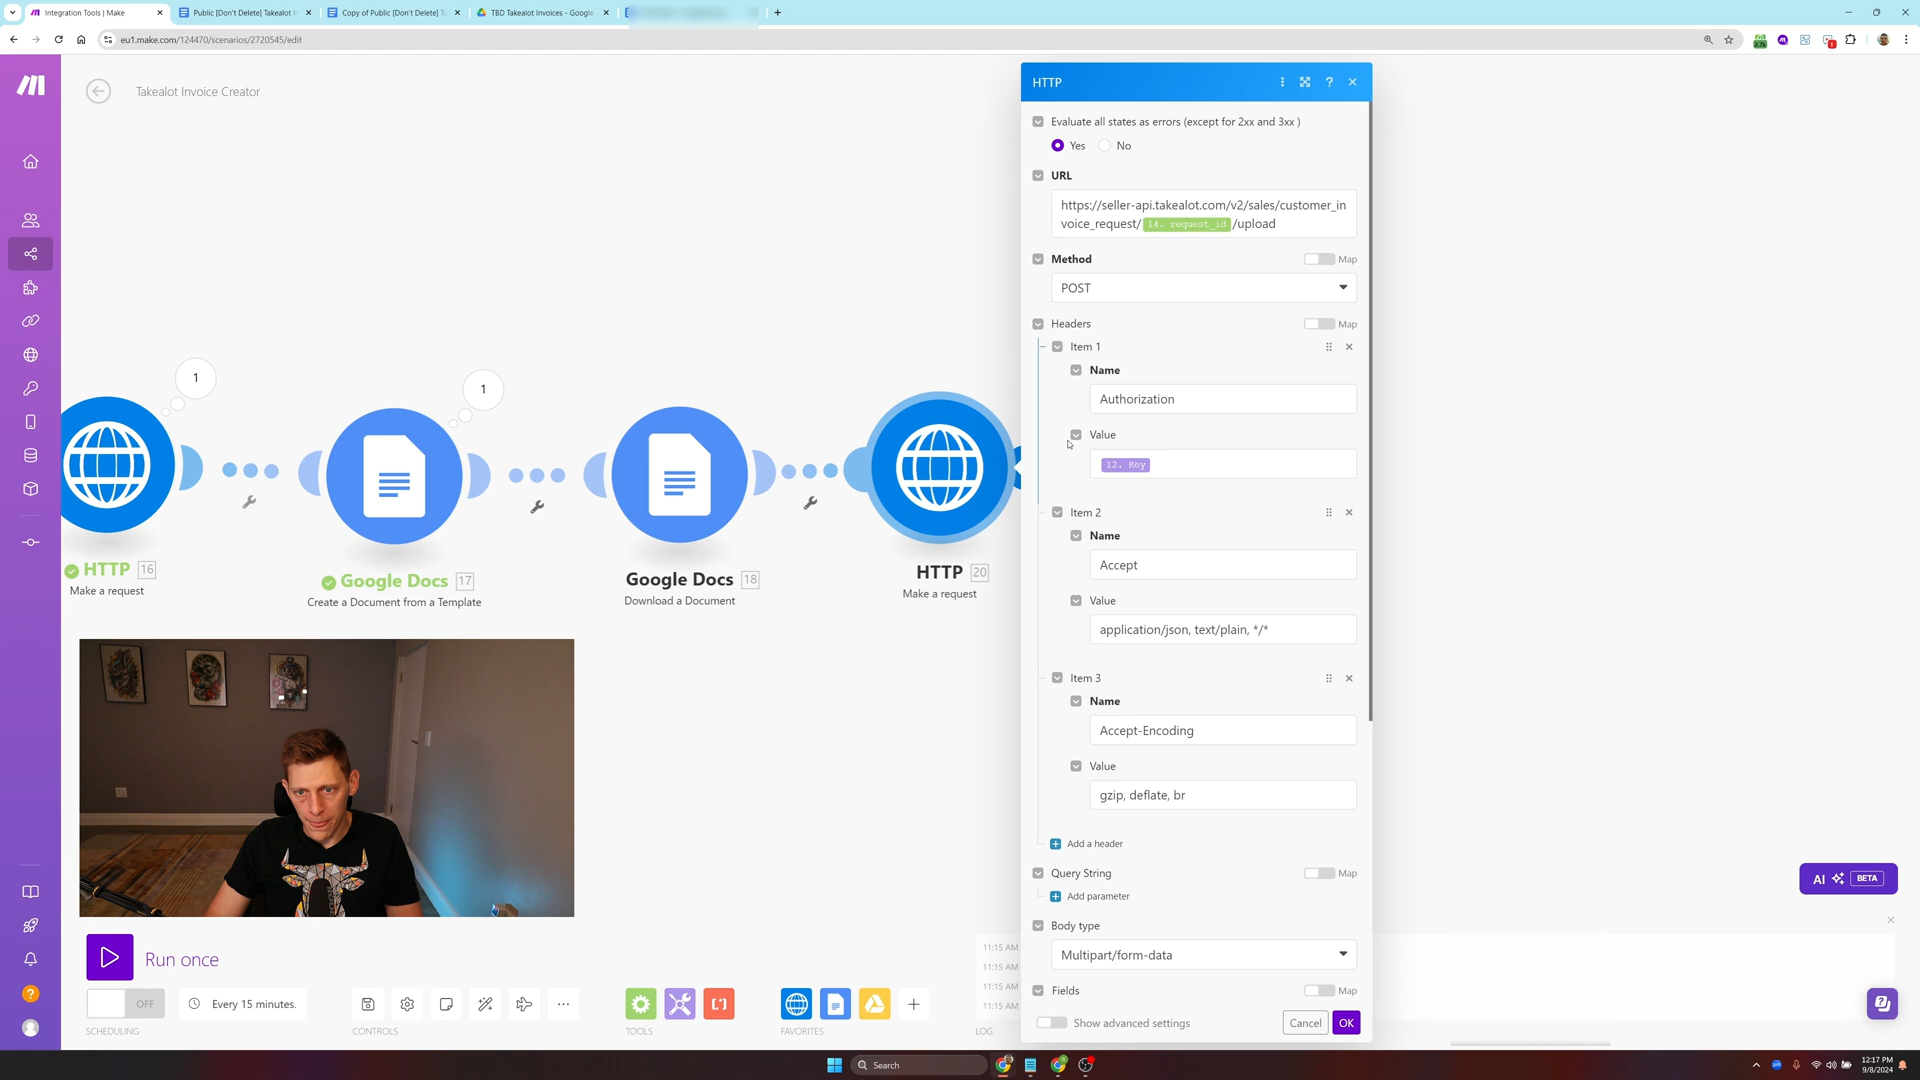 Integration Tools | Make
Public [Don't Delete] Takealot I
Copy of Public [Don't Delete] T
TBD Takealot Invoices - Google
eu1.make.com/124470/scenarios/2720545/edit
Takealot Invoice Creator
HTTP
Evaluate all states as errors (except for 2xx and 3xx )
Yes
No
URL
https://seller-api.takealot.com/v2/sales/customer_in
voice_request/ 14. request_id /upload
Method
Map
POST
Headers
Map
Item 1
Name
Authorization
Value
12. Key
Item 2
Name
Accept
Value
application/json, text/plain, */*
Item 3
Name
Accept-Encoding
Value
gzip, deflate, br
Add a header
Query String
Map
Add parameter
Body type
Multipart/form-data
Fields
Map
Show advanced settings
Cancel
OK
1
1
HTTP 16
Make a request
Google Docs 17
Create a Document from a Template
Google Docs 18
Download a Document
HTTP 20
Make a request
AI BETA
Run once
OFF
Every 15 minutes.
SCHEDULING
CONTROLS
TOOLS
FAVORITES
LOG
11:15 AM
11:15 AM
11:15 AM
11:15 AM
Search
12:17 PM
9/8/2024